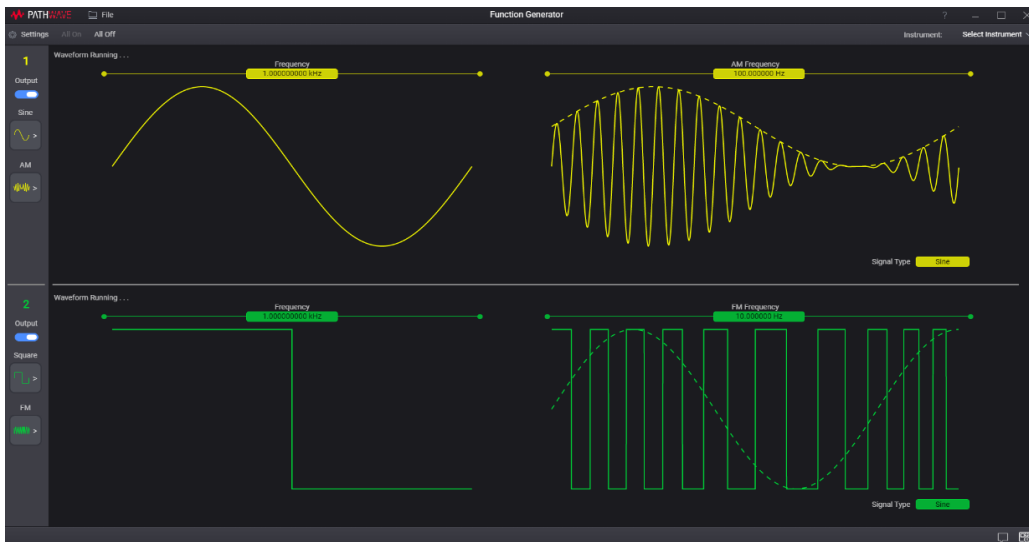 PATHWAVE File Function Generator ?
Settings All On All Off Instrument: Select Instrument
1
Waveform Running . . .
Output
Sine
AM
Frequency
1.000000000 kHz
AM Frequency
100.000000 Hz
Signal Type Sine
2
Waveform Running . . .
Output
Square
FM
Frequency
1.000000000 kHz
FM Frequency
10.000000 Hz
Signal Type Sine